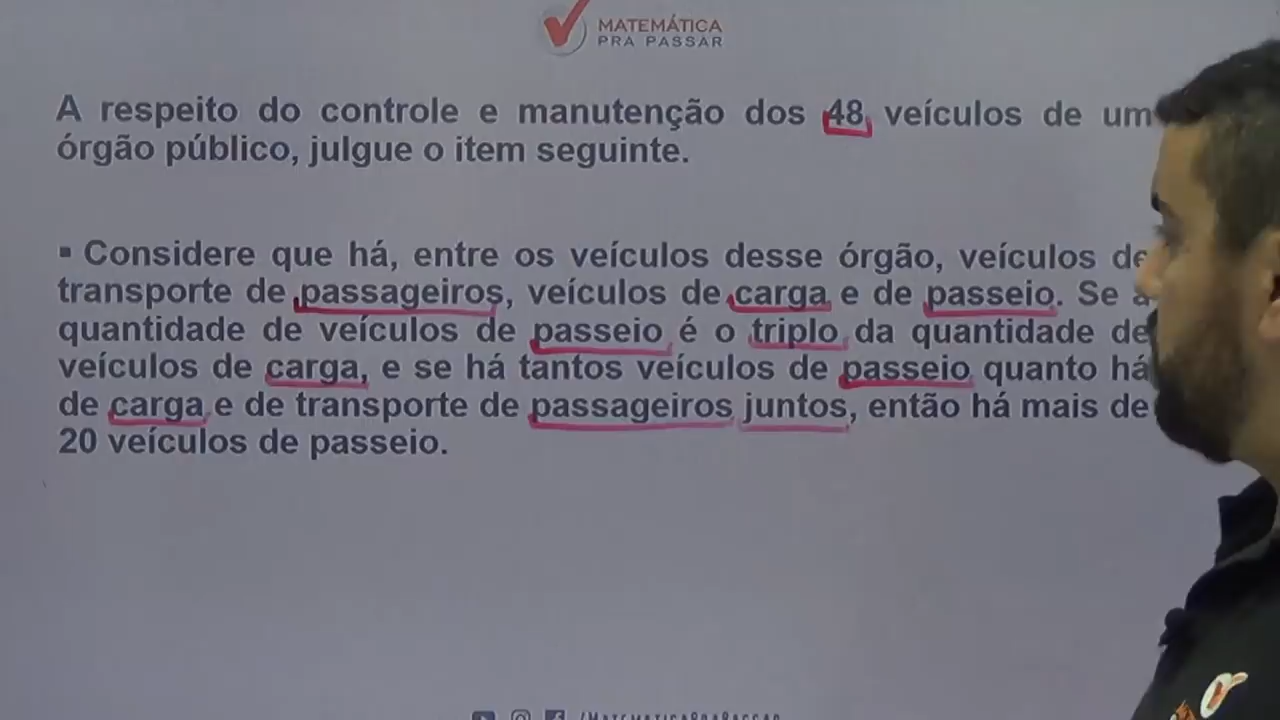 MATEMÁTICA
PRA PASSAR
A respeito do controle e manutenção dos 48 veículos de um
órgão público, julgue o item seguinte.
▪ Considere que há, entre os veículos desse órgão, veículos de
transporte de passageiros, veículos de carga e de passeio. Se a
quantidade de veículos de passeio é o triplo da quantidade de
veículos de carga, e se há tantos veículos de passeio quanto há
de carga e de transporte de passageiros juntos, então há mais de
20 veículos de passeio.